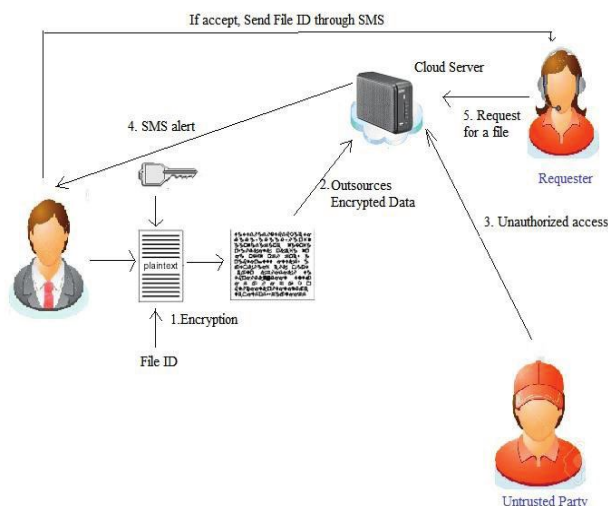 If accept, Send File ID through SMS
Cloud Server
4. SMS alert
5. Request
for a file
Requester
2.Outsources
Encrypted Data
3. Unauthorized access
plaintext
1.Encryption
File ID
Untrusted Party